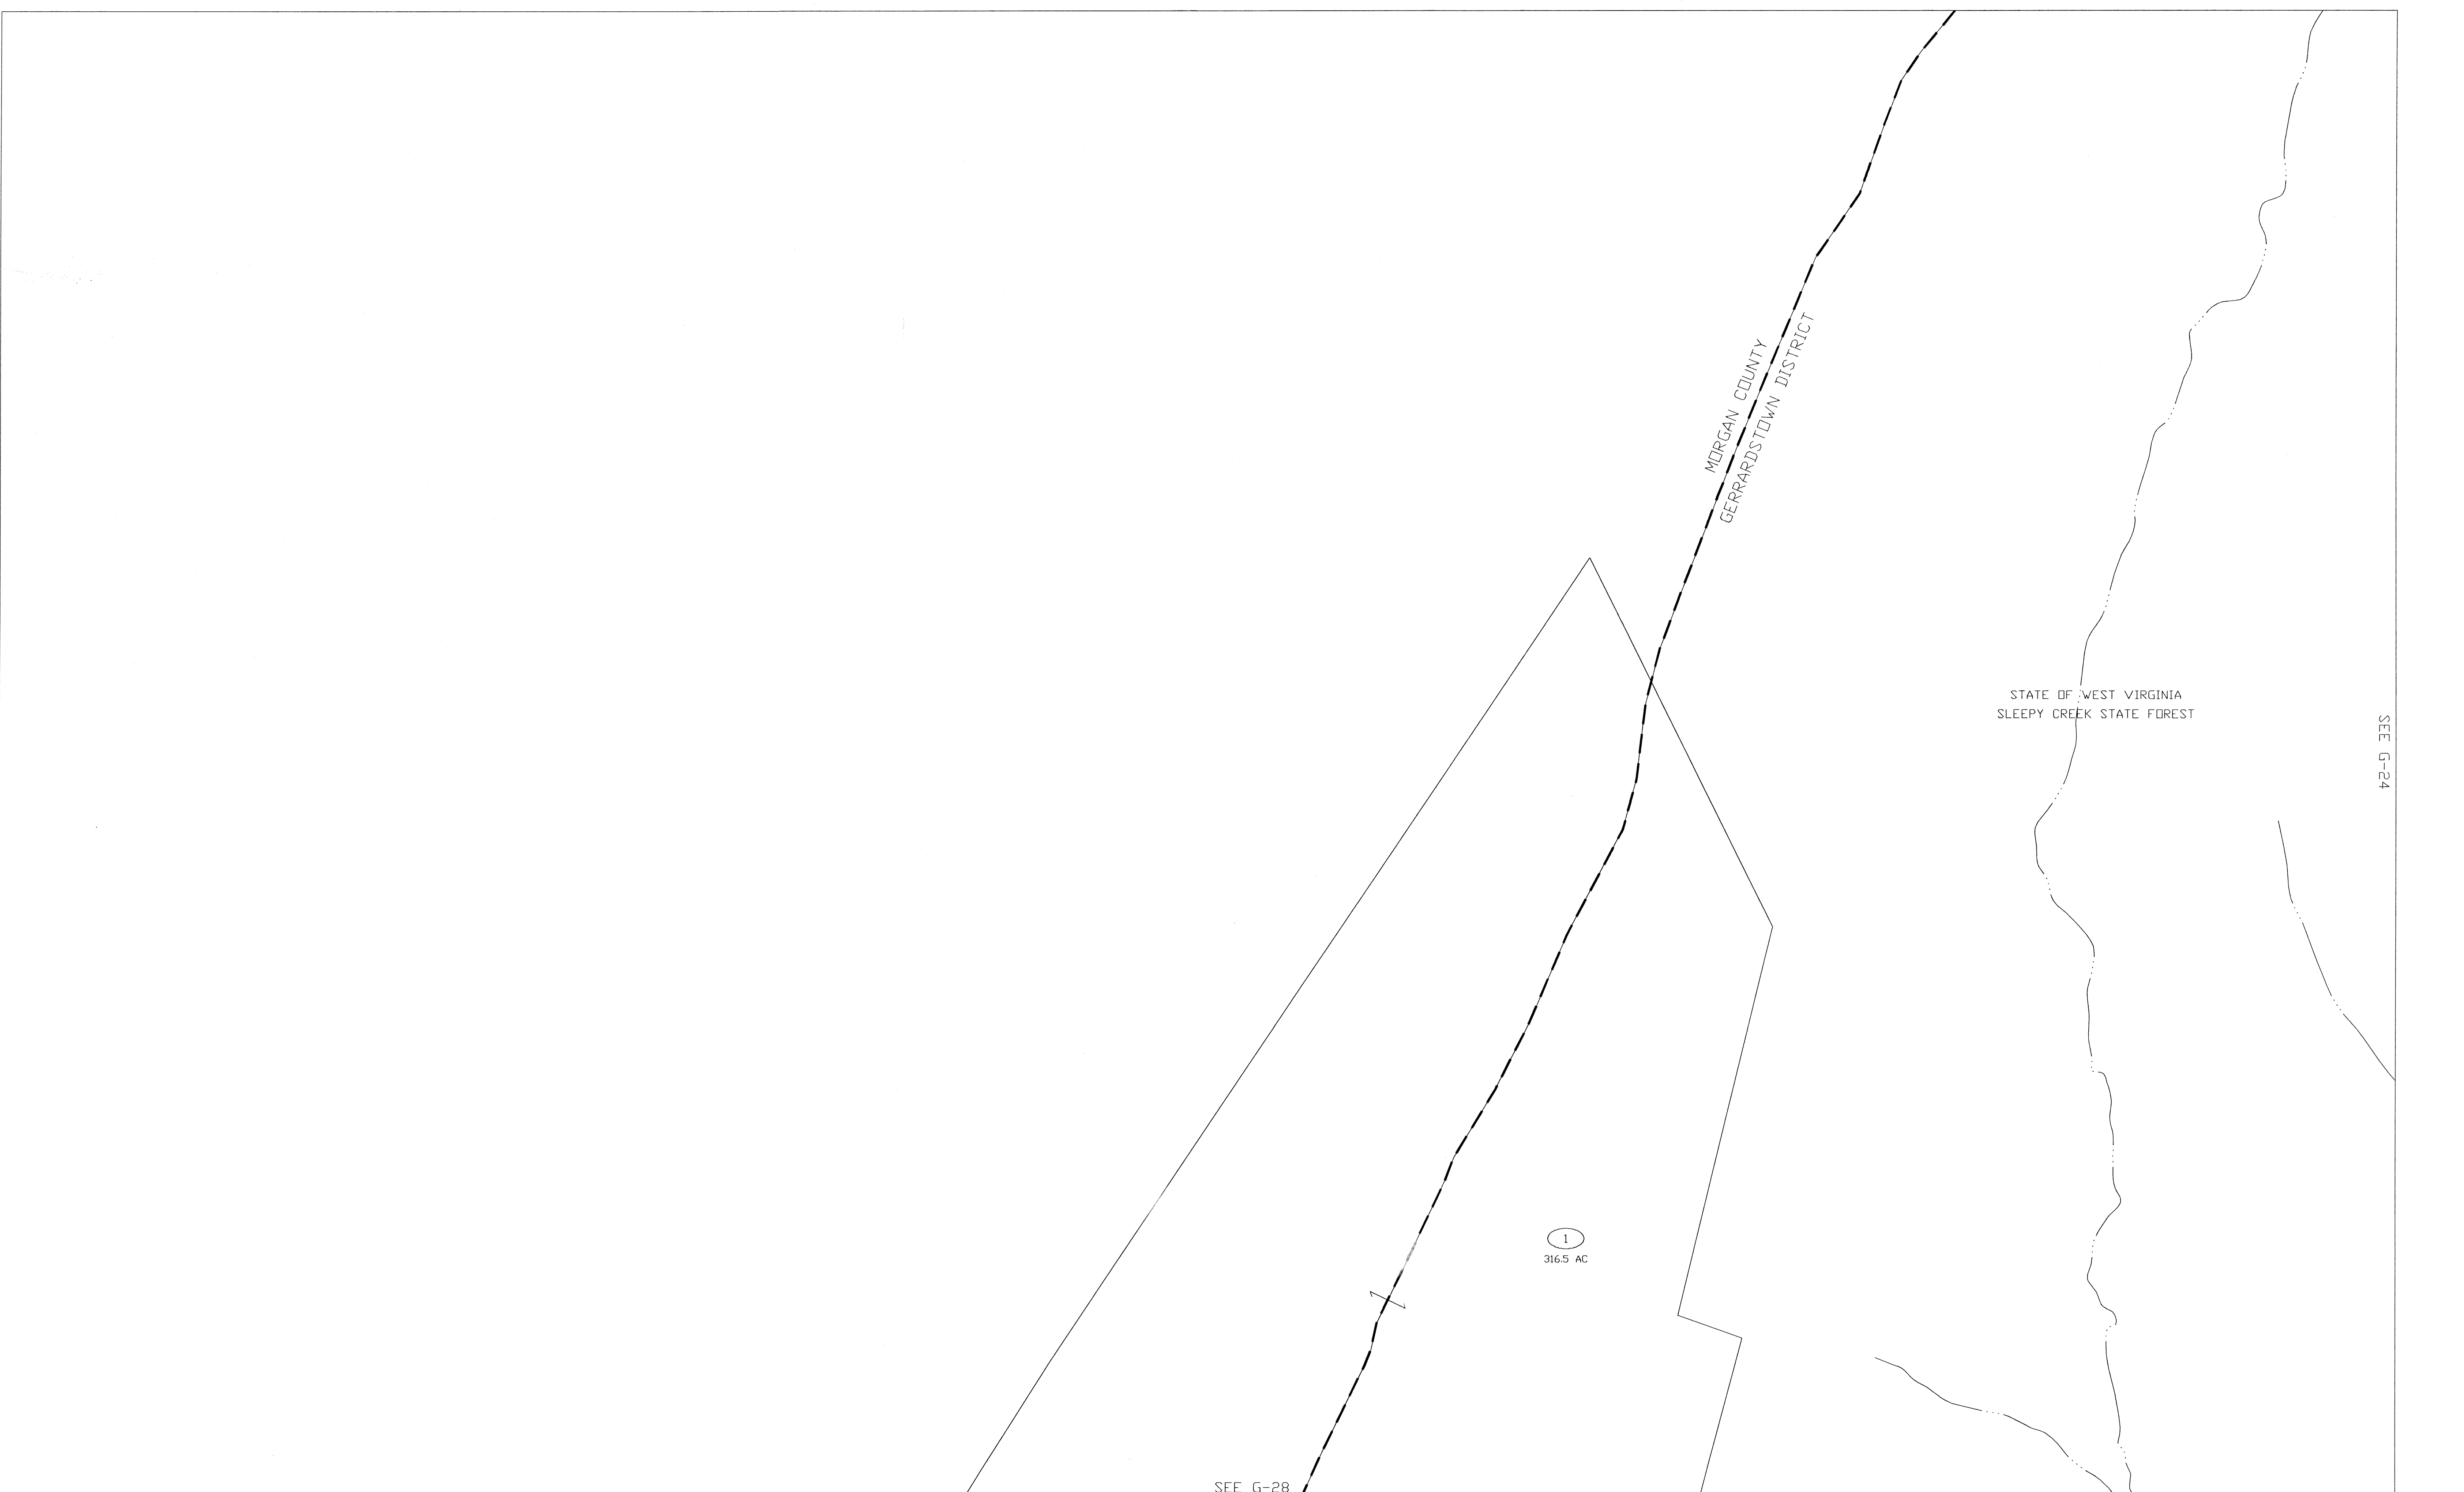 MORGAN COUNTY
GERRARDSTOWN DISTRICT
STATE OF WEST VIRGINIA
SLEEPY CREEK STATE FOREST
SEE G-24
1
316.5 AC
SEE G-28